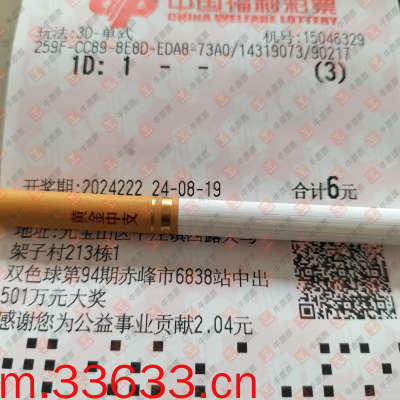 中国福利彩票
CHINA WELFARE LOTTERY
玩法:3D-单式 机号:15046329
259F-CC89-8E8D-EDA8-73A0/14319073/90217
1D: 1 - - (3)
开奖期:2024222 24-08-19 合计6元
黄金中支
地址:
架子村213栋1
双色球第94期赤峰市6838站中出
501万元大奖
感谢您为公益事业贡献2.04元
m.33633.cn